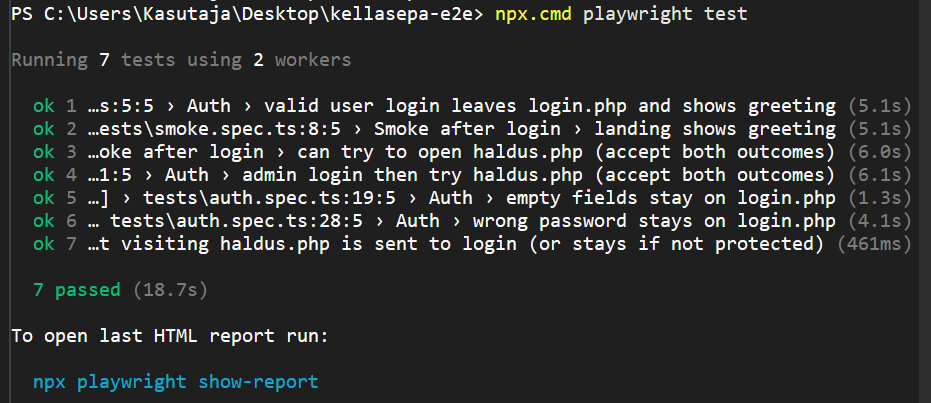 PS C:\Users\Kasutaja\Desktop\kellasepa-e2e> npx.cmd playwright test
Running 7 tests using 2 workers
ok 1 …s:5:5 › Auth › valid user login leaves login.php and shows greeting (5.1s)
ok 2 …ests\smoke.spec.ts:8:5 › Smoke after login › landing shows greeting (5.1s)
ok 3 …oke after login › can try to open haldus.php (accept both outcomes) (6.0s)
ok 4 …1:5 › Auth › admin login then try haldus.php (accept both outcomes) (6.1s)
ok 5 …] › tests\auth.spec.ts:19:5 › Auth › empty fields stay on login.php (1.3s)
ok 6 … tests\auth.spec.ts:28:5 › Auth › wrong password stays on login.php (4.1s)
ok 7 …t visiting haldus.php is sent to login (or stays if not protected) (461ms)
7 passed (18.7s)
To open last HTML report run:
npx playwright show-report